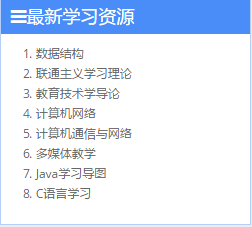 最新学习资源
1. 数据结构
2. 联通主义学习理论
3. 教育技术学导论
4. 计算机网络
5. 计算机通信与网络
6. 多媒体教学
7. Java学习导图
8. C语言学习